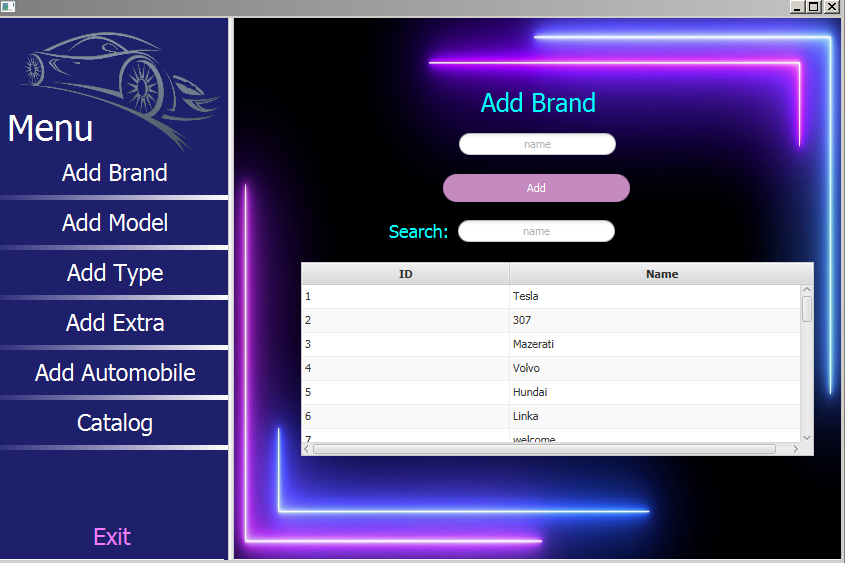 Menu
Add Brand
Add Model
Add Type
Add Extra
Add Automobile
Catalog
Exit
Add Brand
name
Add
Search: name
ID Name
1 Tesla
2 307
3 Mazerati
4 Volvo
5 Hundai
6 Linka
7 welcome